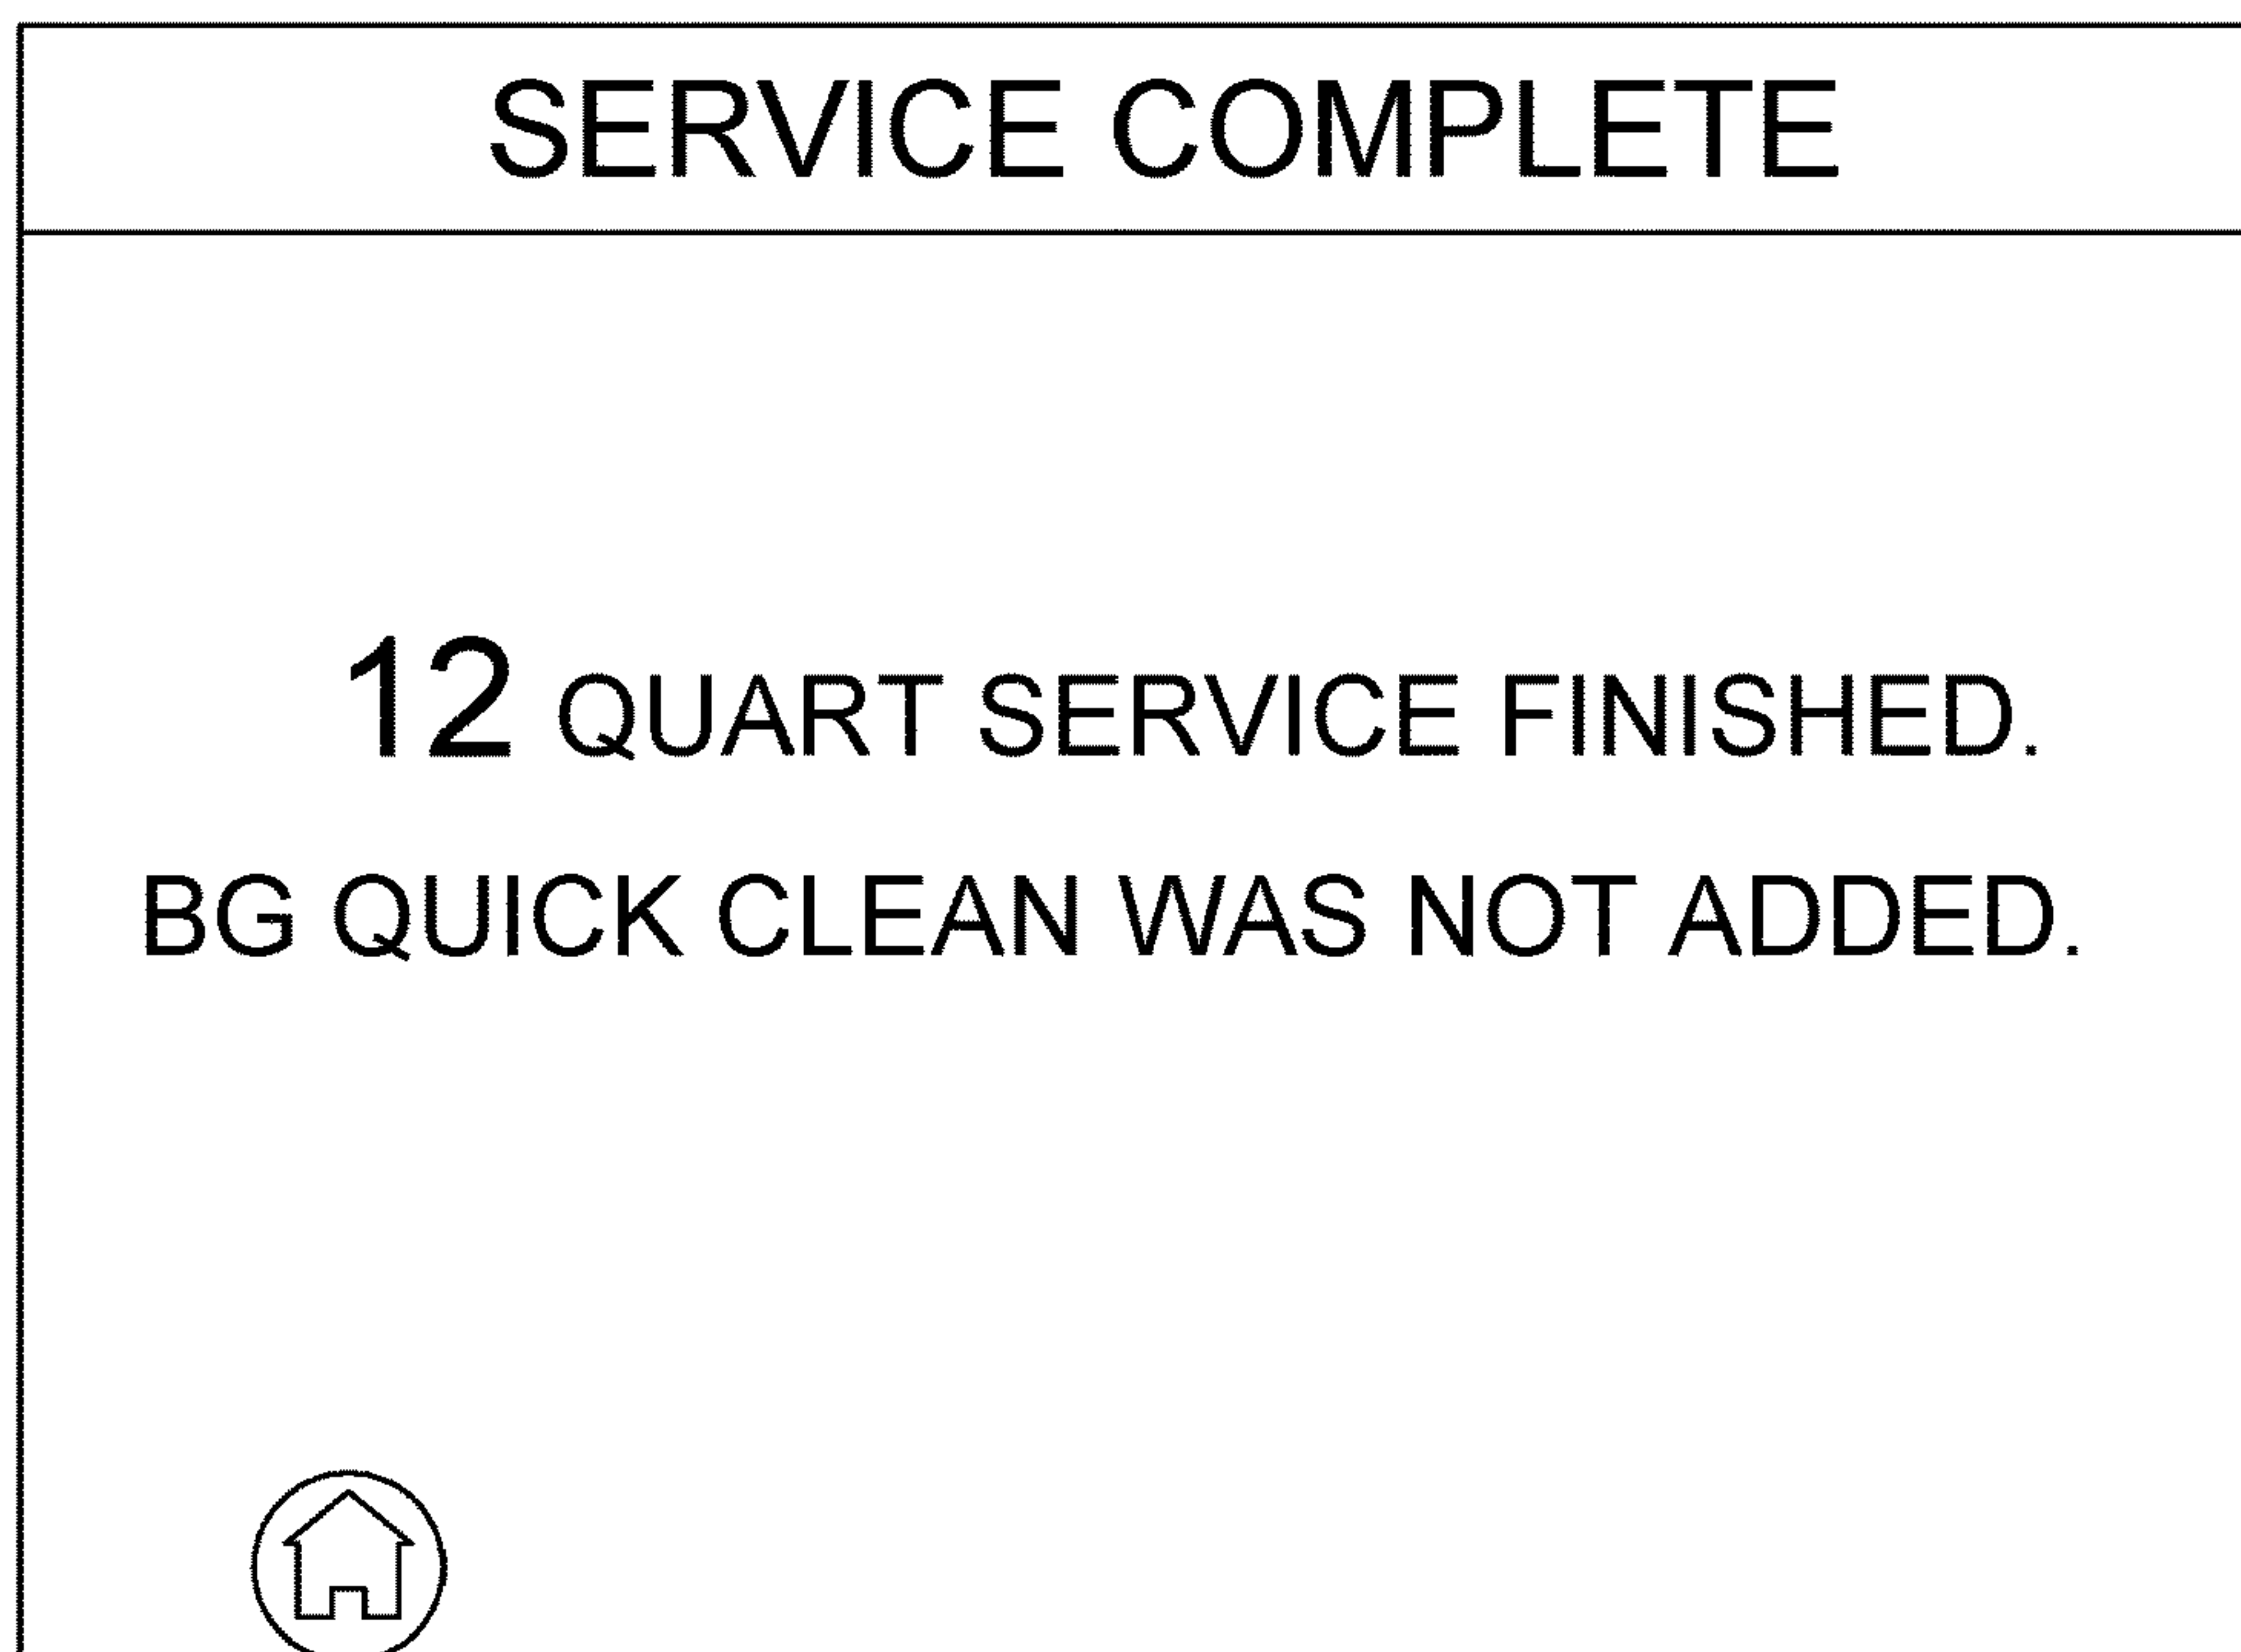 SERVICE COMPLETE
12 QUART SERVICE FINISHED.
BG QUICK CLEAN WAS NOT ADDED.